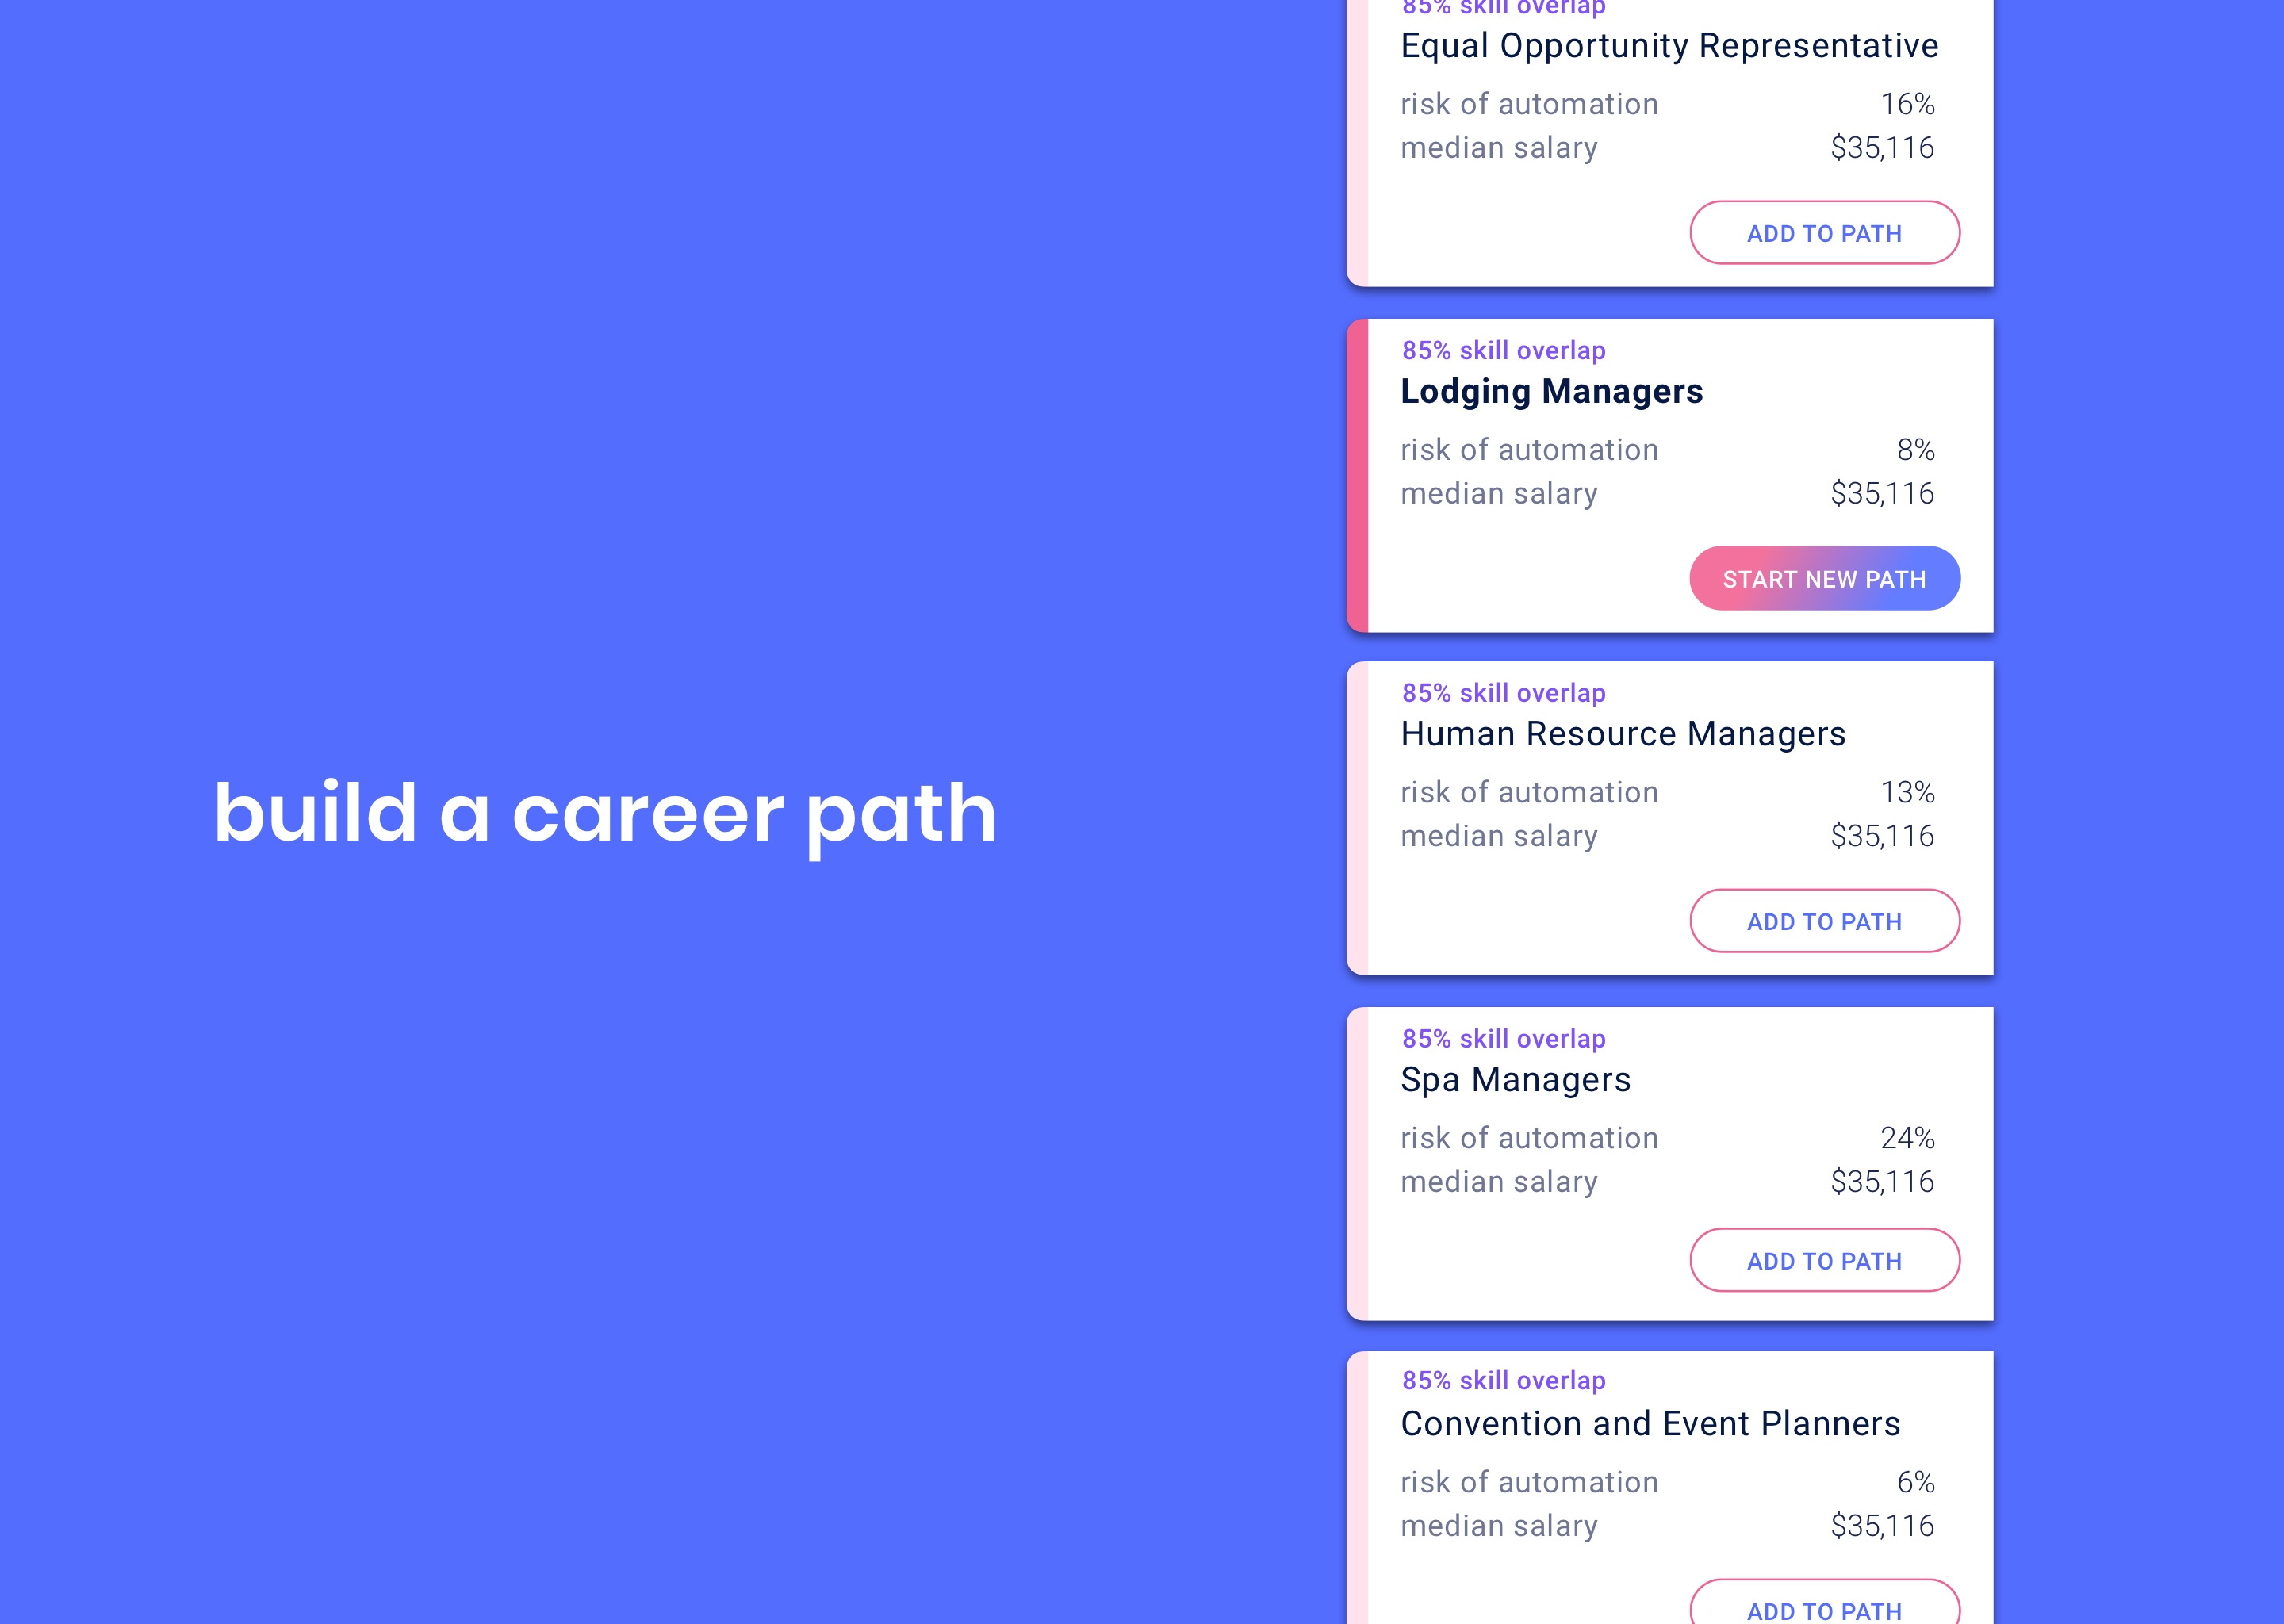 build a career path
85% skill overlap
Equal Opportunity Representative
risk of automation 16%
median salary $35,116
ADD TO PATH
85% skill overlap
Lodging Managers
risk of automation 8%
median salary $35,116
START NEW PATH
85% skill overlap
Human Resource Managers
risk of automation 13%
median salary $35,116
ADD TO PATH
85% skill overlap
Spa Managers
risk of automation 24%
median salary $35,116
ADD TO PATH
85% skill overlap
Convention and Event Planners
risk of automation 6%
median salary $35,116
ADD TO PATH